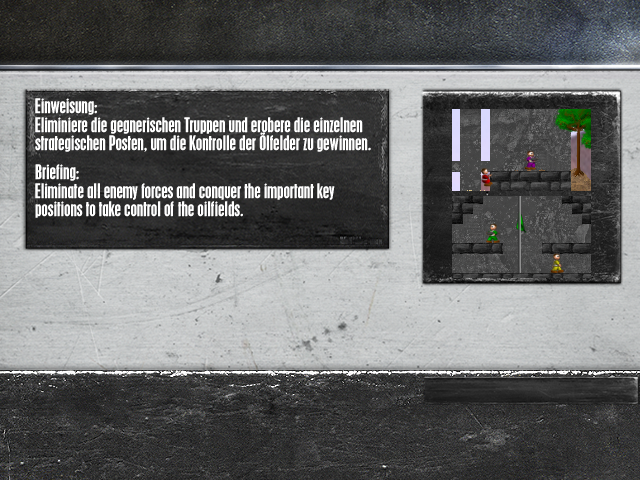 Einweisung:
Eliminiere die gegnerischen Truppen und erobere die einzelnen
strategischen Posten, um die Kontrolle der Ölfelder zu gewinnen.
Briefing:
Eliminate all enemy forces and conquer the important key
positions to take control of the oilfields.